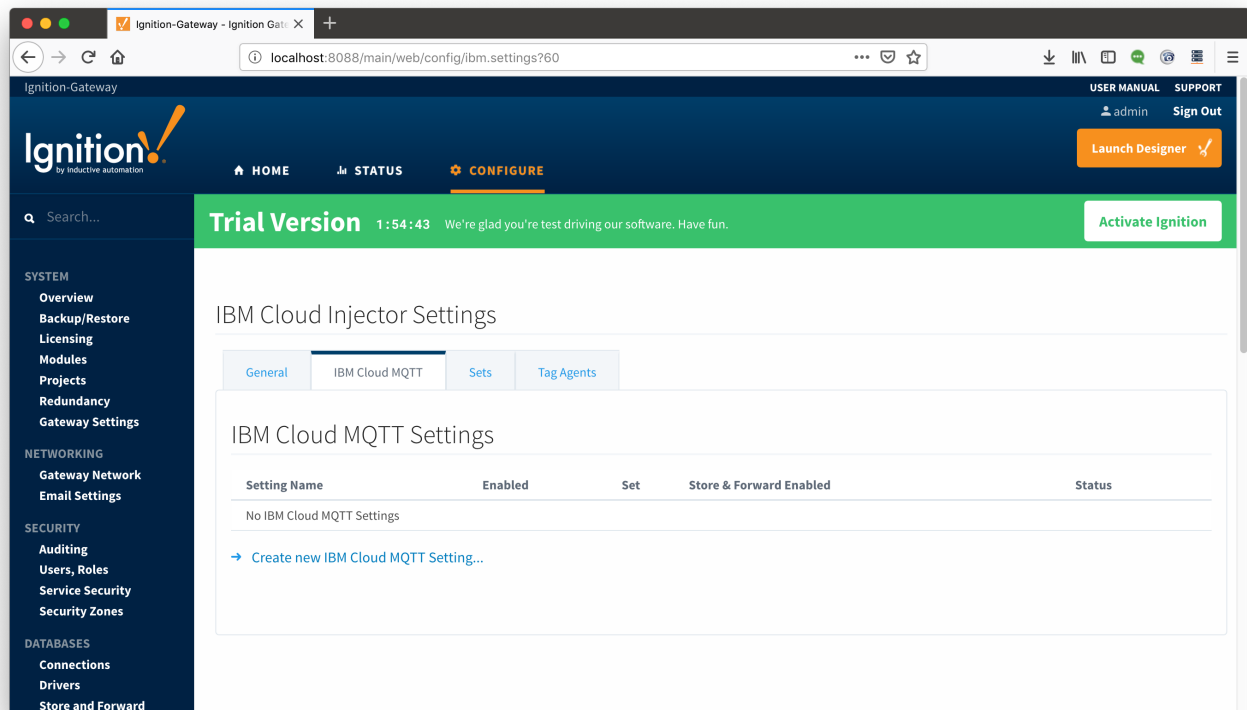 Ignition-Gateway - Ignition Gat
localhost:8088/main/web/config/ibm.settings?60
Ignition-Gateway
USER MANUAL SUPPORT
admin Sign Out
Ignition!
by inductive automation
Launch Designer
HOME STATUS CONFIGURE
Search...
Trial Version 1:54:43 We're glad you're test driving our software. Have fun. Activate Ignition
SYSTEM
Overview
Backup/Restore
Licensing
Modules
Projects
Redundancy
Gateway Settings
NETWORKING
Gateway Network
Email Settings
SECURITY
Auditing
Users, Roles
Service Security
Security Zones
DATABASES
Connections
Drivers
Store and Forward
IBM Cloud Injector Settings
General IBM Cloud MQTT Sets Tag Agents
IBM Cloud MQTT Settings
Setting Name Enabled Set Store & Forward Enabled Status
No IBM Cloud MQTT Settings
Create new IBM Cloud MQTT Setting...